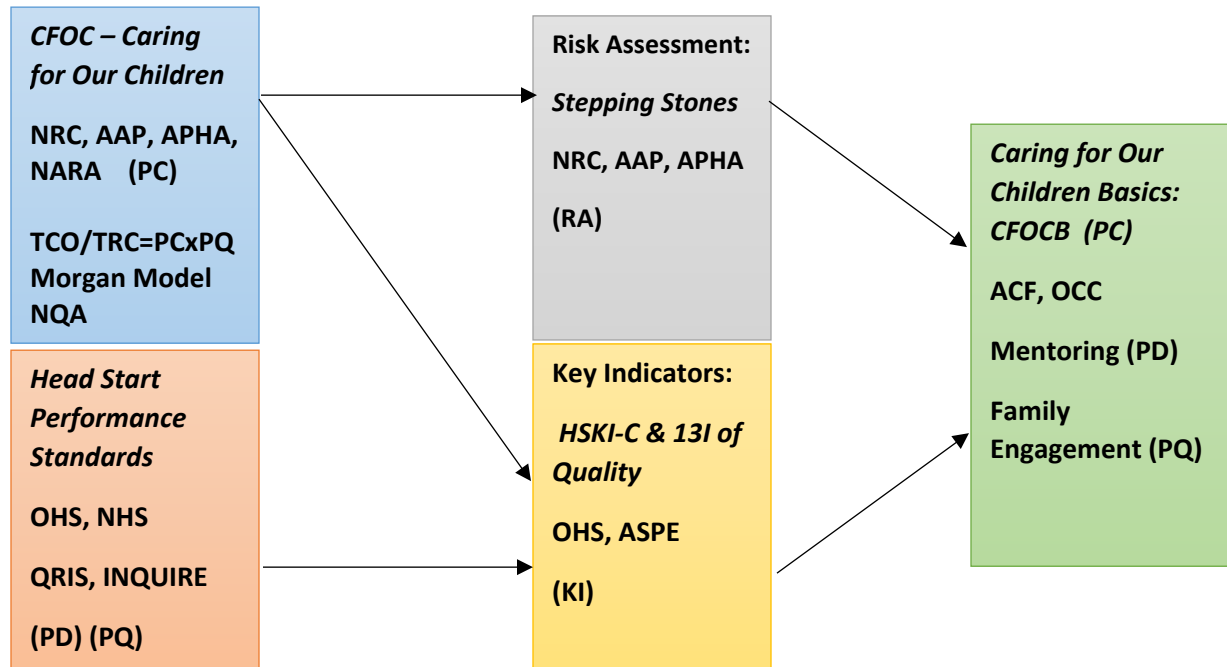 CFOC – Caring
for Our Children
NRC, AAP, APHA,
NARA (PC)
TCO/TRC=PCxPQ
Morgan Model
NQA
Head Start
Performance
Standards
OHS, NHS
QRIS, INQUIRE
(PD) (PQ)
Risk Assessment:
Stepping Stones
NRC, AAP, APHA
(RA)
Key Indicators:
HSKI-C & 13I of
Quality
OHS, ASPE
(KI)
Caring for Our
Children Basics:
CFOCB (PC)
ACF, OCC
Mentoring (PD)
Family
Engagement (PQ)